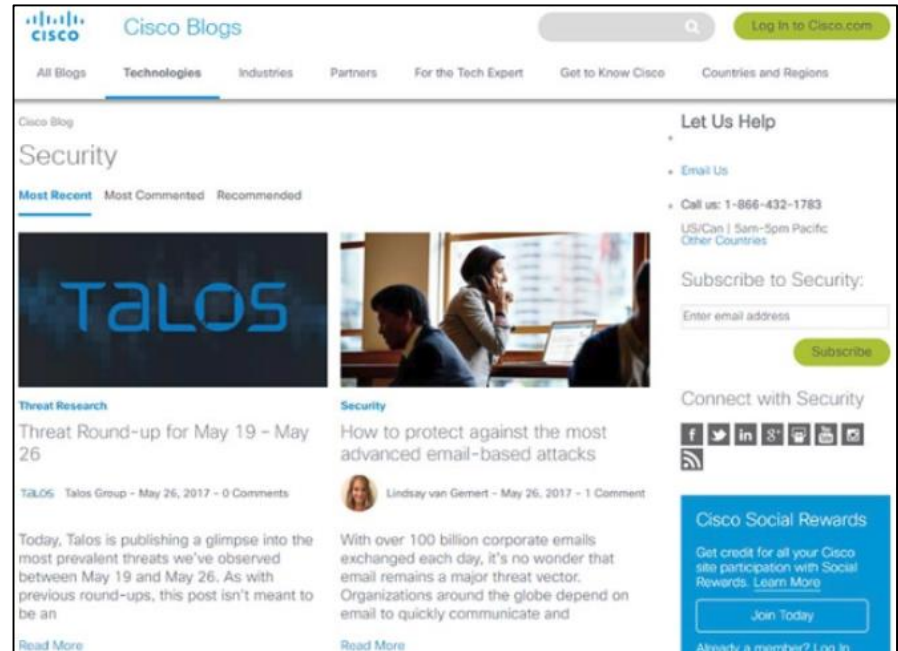 CISCO
Cisco Blogs
Log In to Cisco.com
All Blogs Technologies Industries Partners For the Tech Expert Get to Know Cisco Countries and Regions
Cisco Blog
Security
Most Recent Most Commented Recommended
TALOS
Threat Research
Threat Round-up for May 19 - May
26
TALOS Talos Group - May 26, 2017 - 0 Comments
Today, Talos is publishing a glimpse into the
most prevalent threats we've observed
between May 19 and May 26. As with
previous round-ups, this post isn't meant to
be an
Read More
Security
How to protect against the most
advanced email-based attacks
Lindsay van Gemert - May 26, 2017 - 1 Comment
With over 100 billion corporate emails
exchanged each day, it's no wonder that
email remains a major threat vector.
Organizations around the globe depend on
email to quickly communicate and
Read More
Let Us Help
Email Us
Call us: 1-866-432-1783
US/Can | 5am-5pm Pacific
Other Countries
Subscribe to Security:
Enter email address
Subscribe
Connect with Security
Cisco Social Rewards
Get credit for all your Cisco
site participation with Social
Rewards. Learn More
Join Today
Already a member? Log In